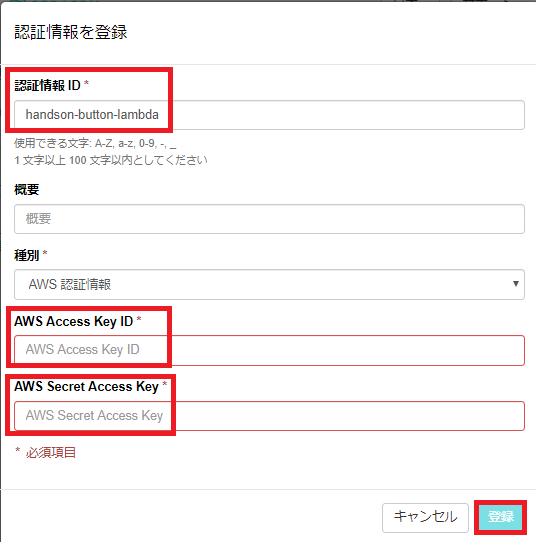 認証情報を登録
認証情報 ID *
handson-button-lambda
使用できる文字: A-Z, a-z, 0-9, -, _
1 文字以上 100 文字以内としてください
概要
概要
種別 *
AWS 認証情報
AWS Access Key ID *
AWS Access Key ID
AWS Secret Access Key *
AWS Secret Access Key
* 必須項目
キャンセル 登録